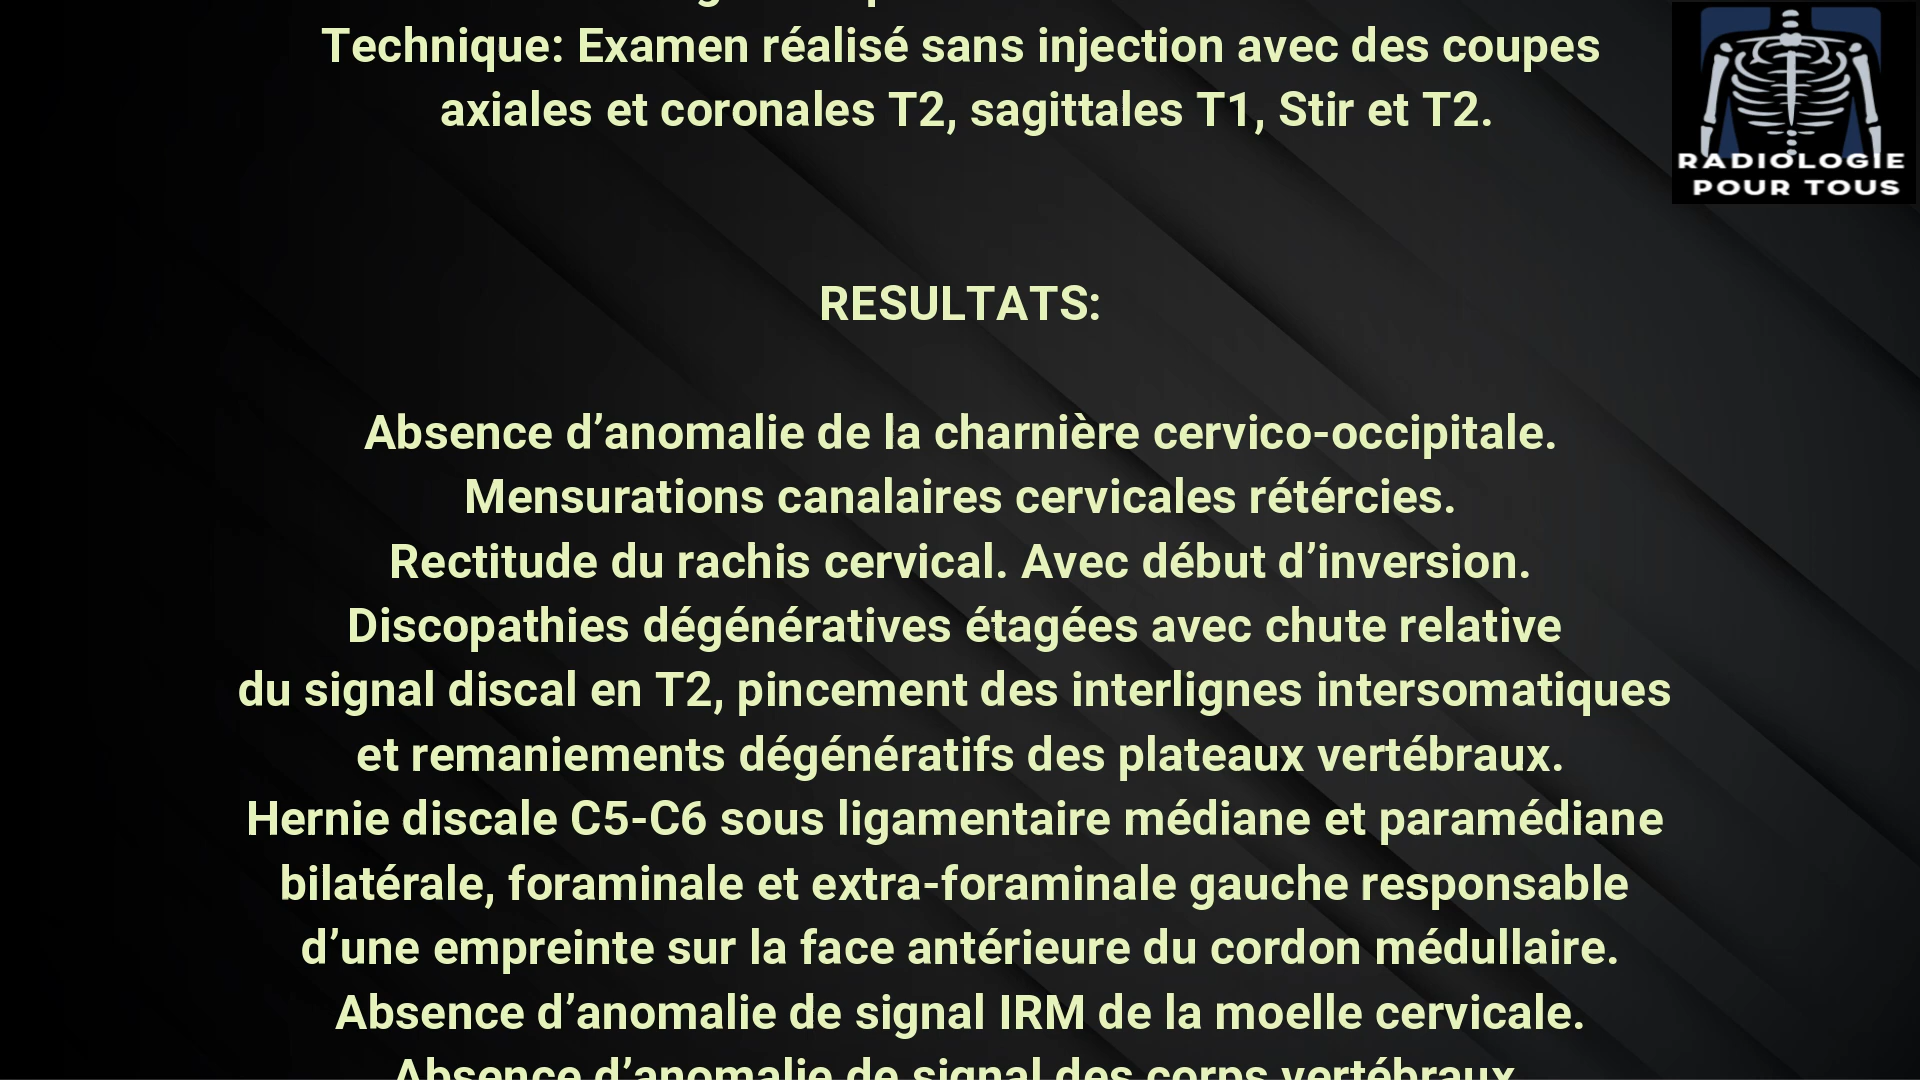 Technique: Examen réalisé sans injection avec des coupes
axiales et coronales T2, sagittales T1, Stir et T2.
RADIOLOGIE
POUR TOUS
RESULTATS:
Absence d’anomalie de la charnière cervico-occipitale.
Mensurations canalaires cervicales rétércies.
Rectitude du rachis cervical. Avec début d’inversion.
Discopathies dégénératives étagées avec chute relative
du signal discal en T2, pincement des interlignes intersomatiques
et remaniements dégénératifs des plateaux vertébraux.
Hernie discale C5-C6 sous ligamentaire médiane et paramédiane
bilatérale, foraminale et extra-foraminale gauche responsable
d’une empreinte sur la face antérieure du cordon médullaire.
Absence d’anomalie de signal IRM de la moelle cervicale.
Absence d’anomalie de signal des corps vertébraux